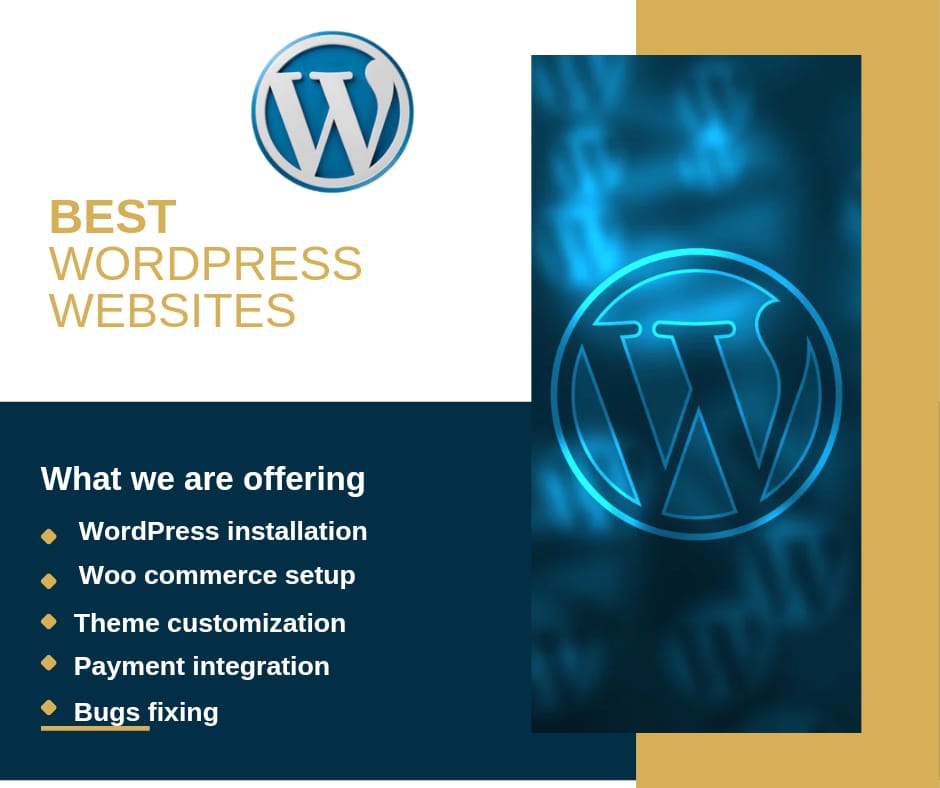 BEST
WORDPRESS
WEBSITES
What we are offering
WordPress installation
Woo commerce setup
Theme customization
Payment integration
Bugs fixing